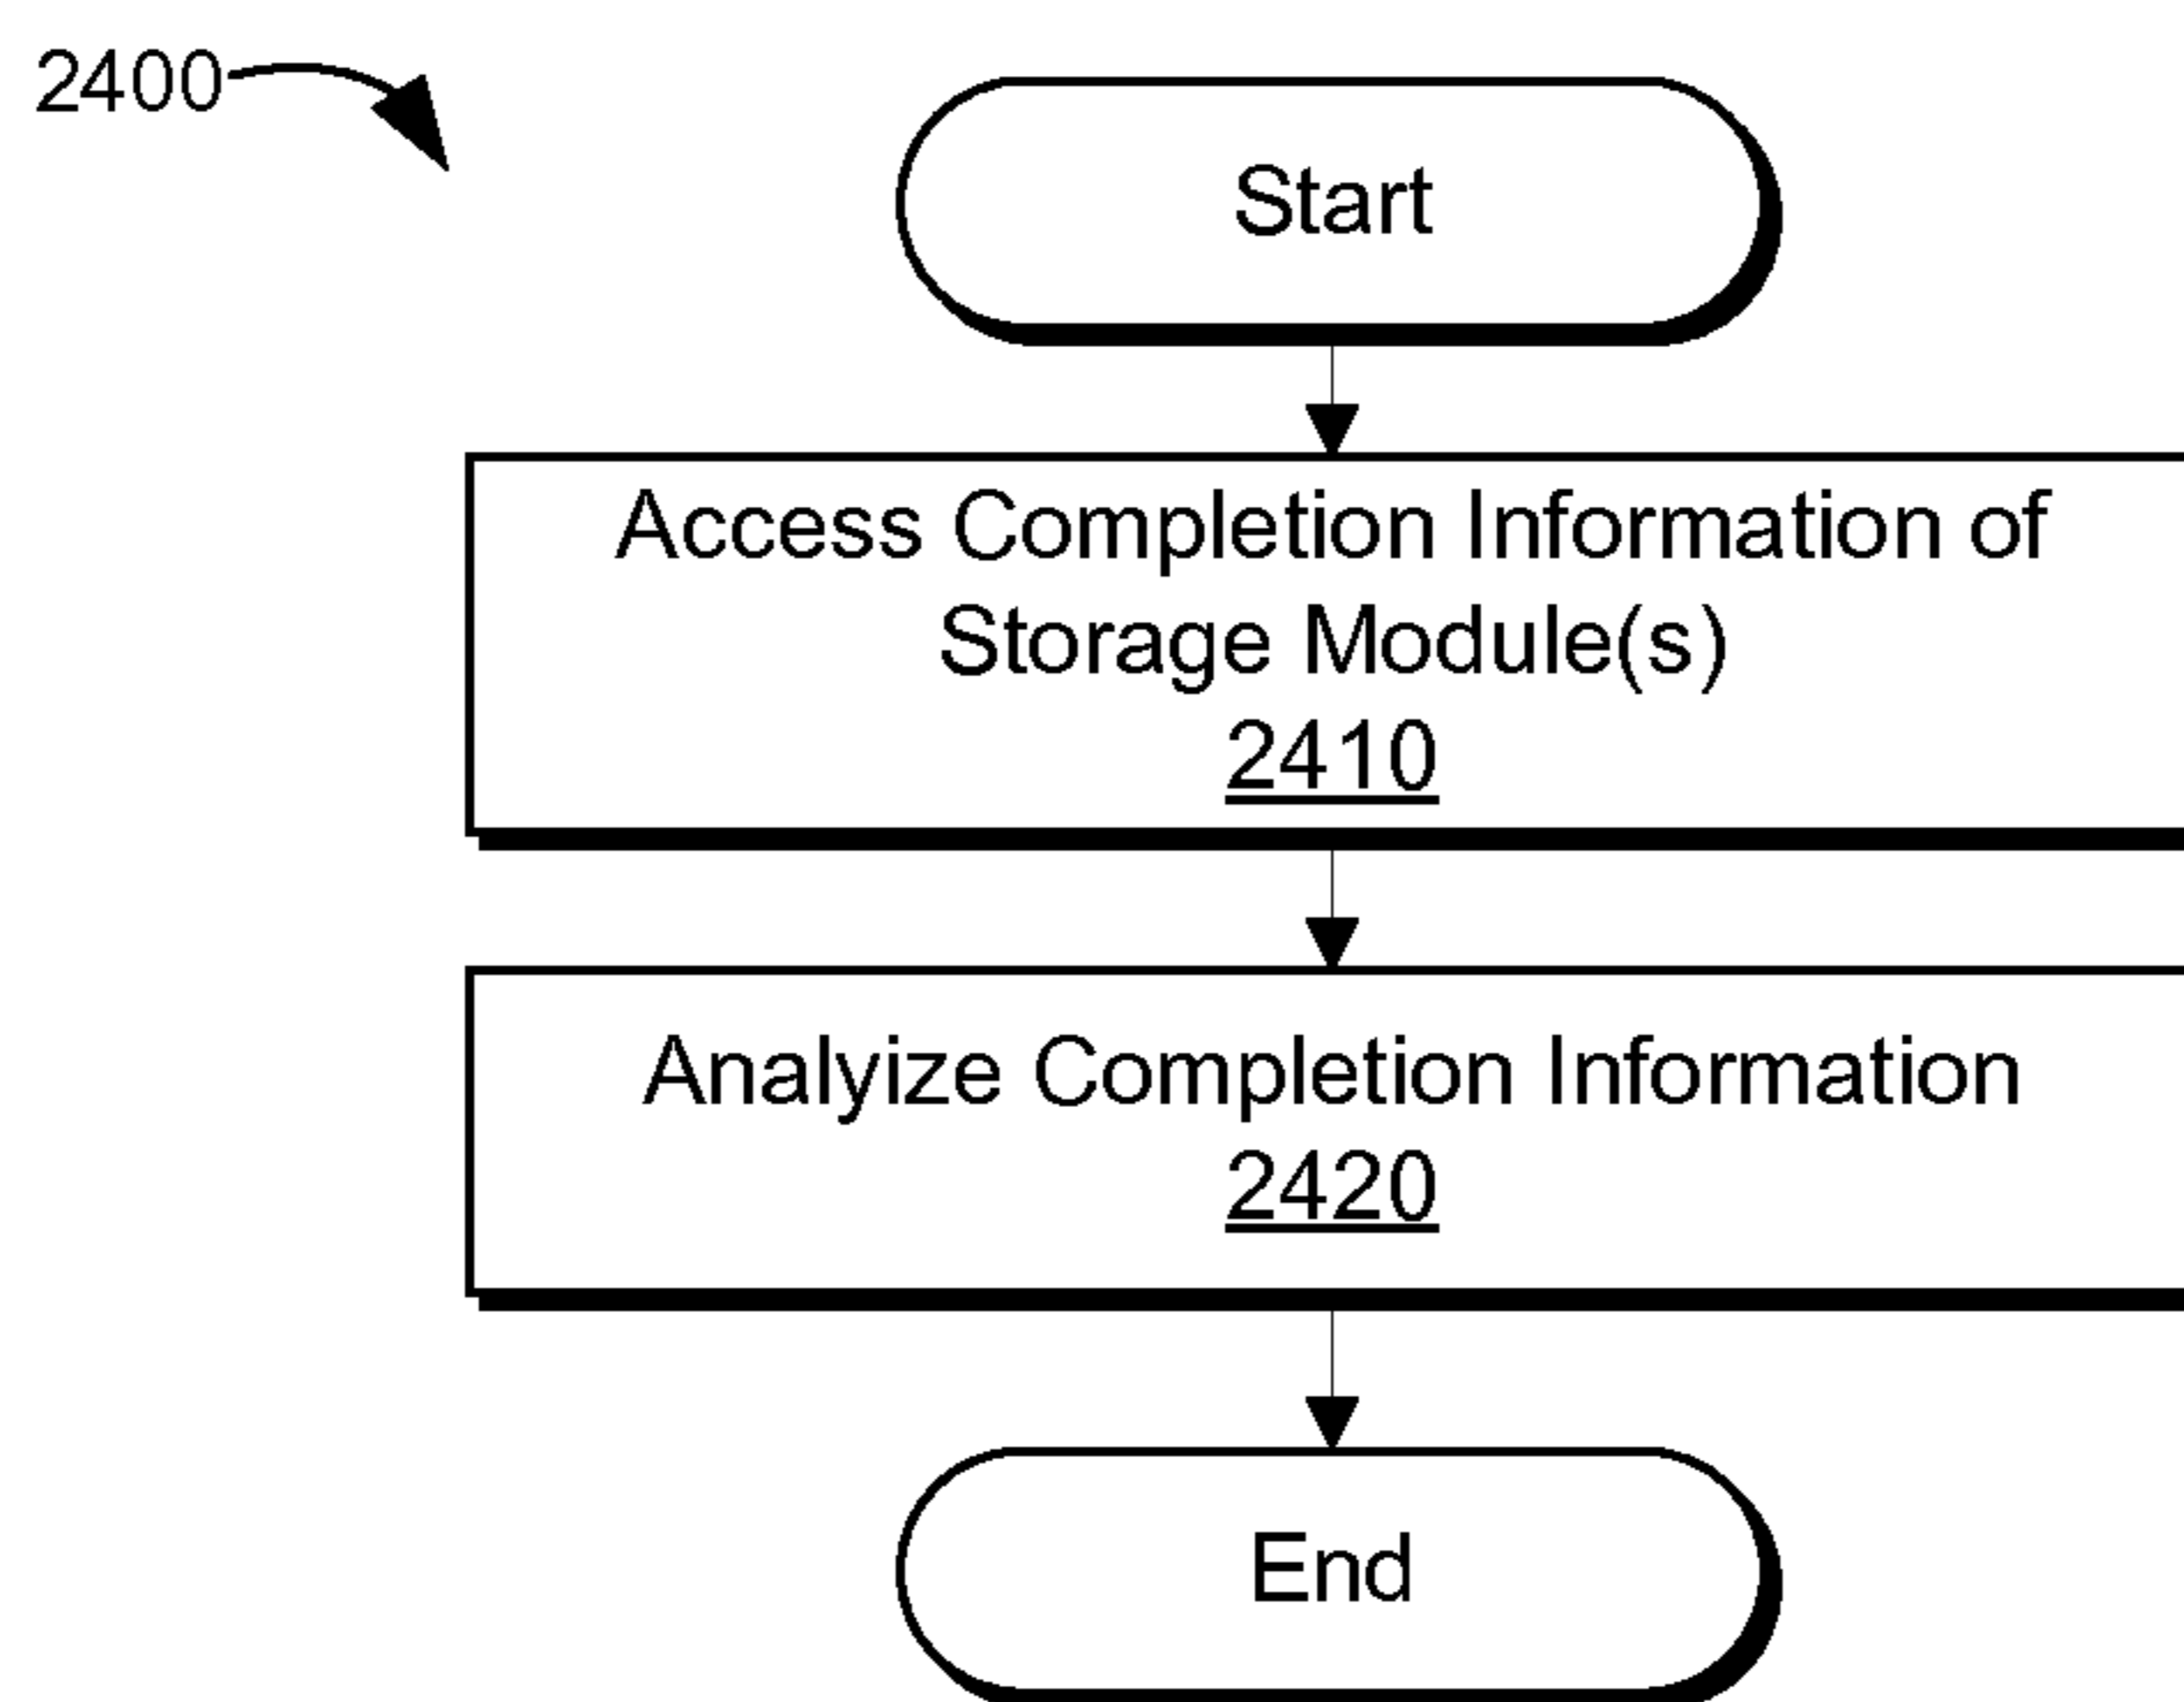 2400
Start
Access Completion Information of
Storage Module(s)
2410
Analyize Completion Information
2420
End